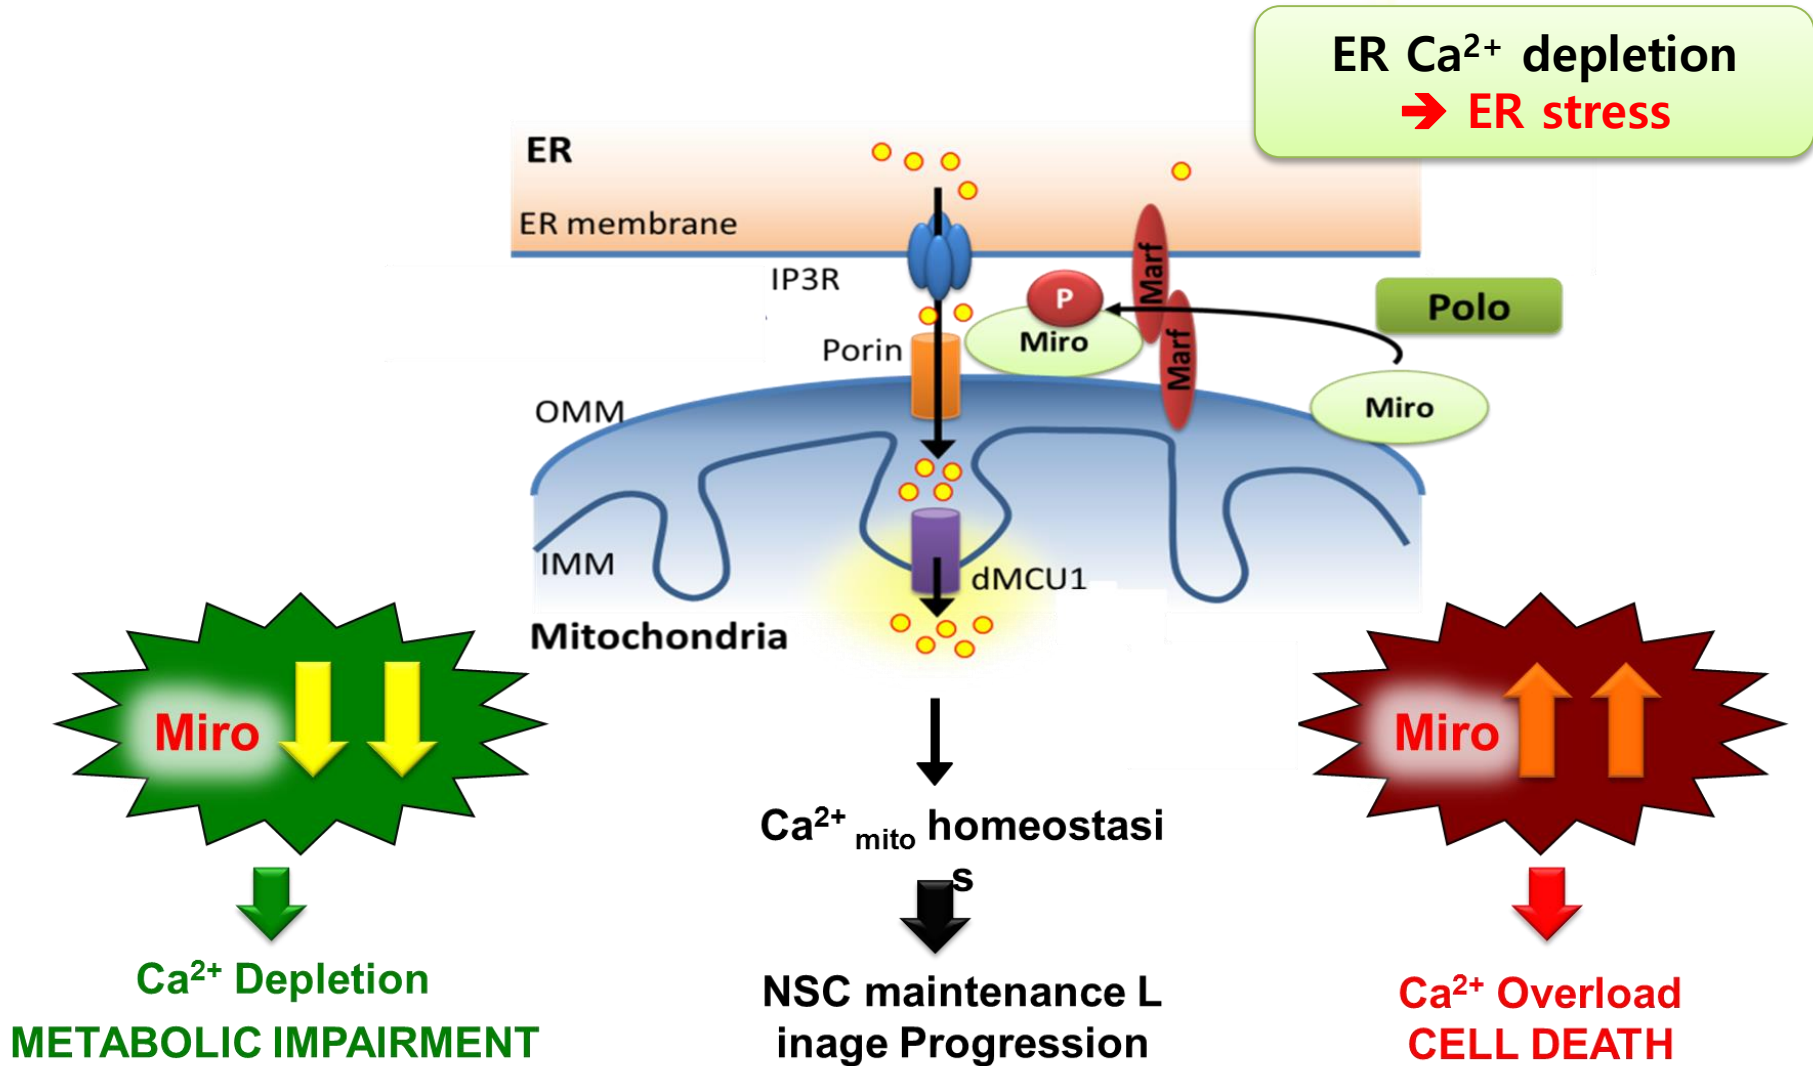 ER Ca²⁺ depletion
➔ ER stress
ER
ER membrane
IP3R
Marf
Marf
P
Miro
Polo
Porin
Miro
OMM
IMM
dMCU1
Mitochondria
Miro
Miro
Ca²⁺ mito homeostasi
s
Ca²⁺ Depletion
METABOLIC IMPAIRMENT
NSC maintenance L
inage Progression
Ca²⁺ Overload
CELL DEATH